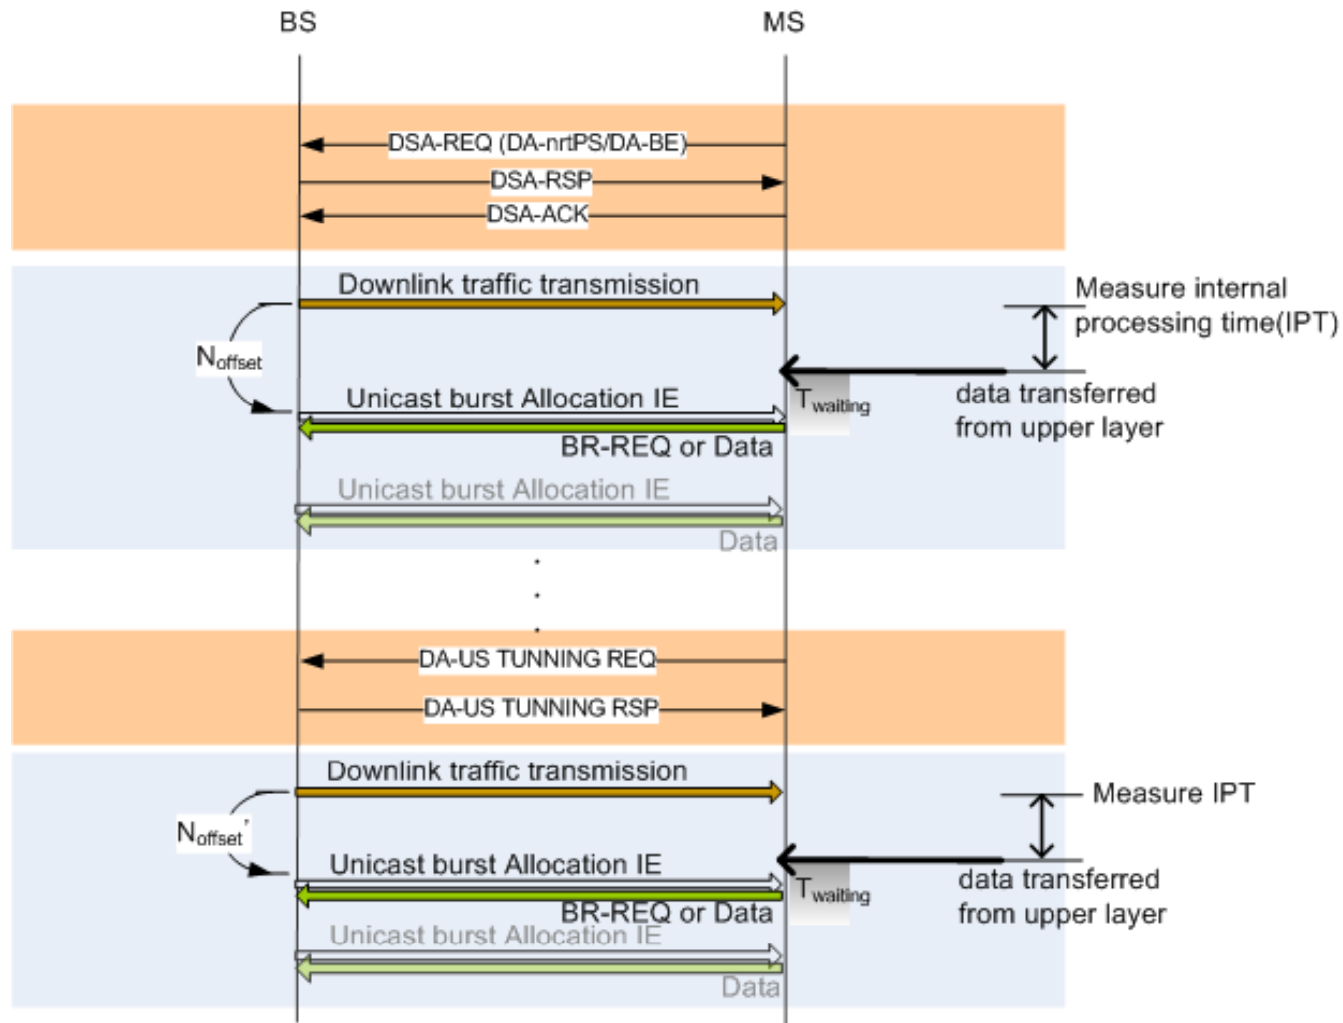 BS
MS
DSA-REQ (DA-nrtPS/DA-BE)
DSA-RSP
DSA-ACK
Downlink traffic transmission
Measure internal
processing time(IPT)
Noffset
Twaiting
data transferred
from upper layer
Unicast burst Allocation IE
BR-REQ or Data
Unicast burst Allocation IE
Data
DA-US TUNNING REQ
DA-US TUNNING RSP
Downlink traffic transmission
Measure IPT
Noffset'
Unicast burst Allocation IE
Twaiting
data transferred
from upper layer
BR-REQ or Data
Unicast burst Allocation IE
Data